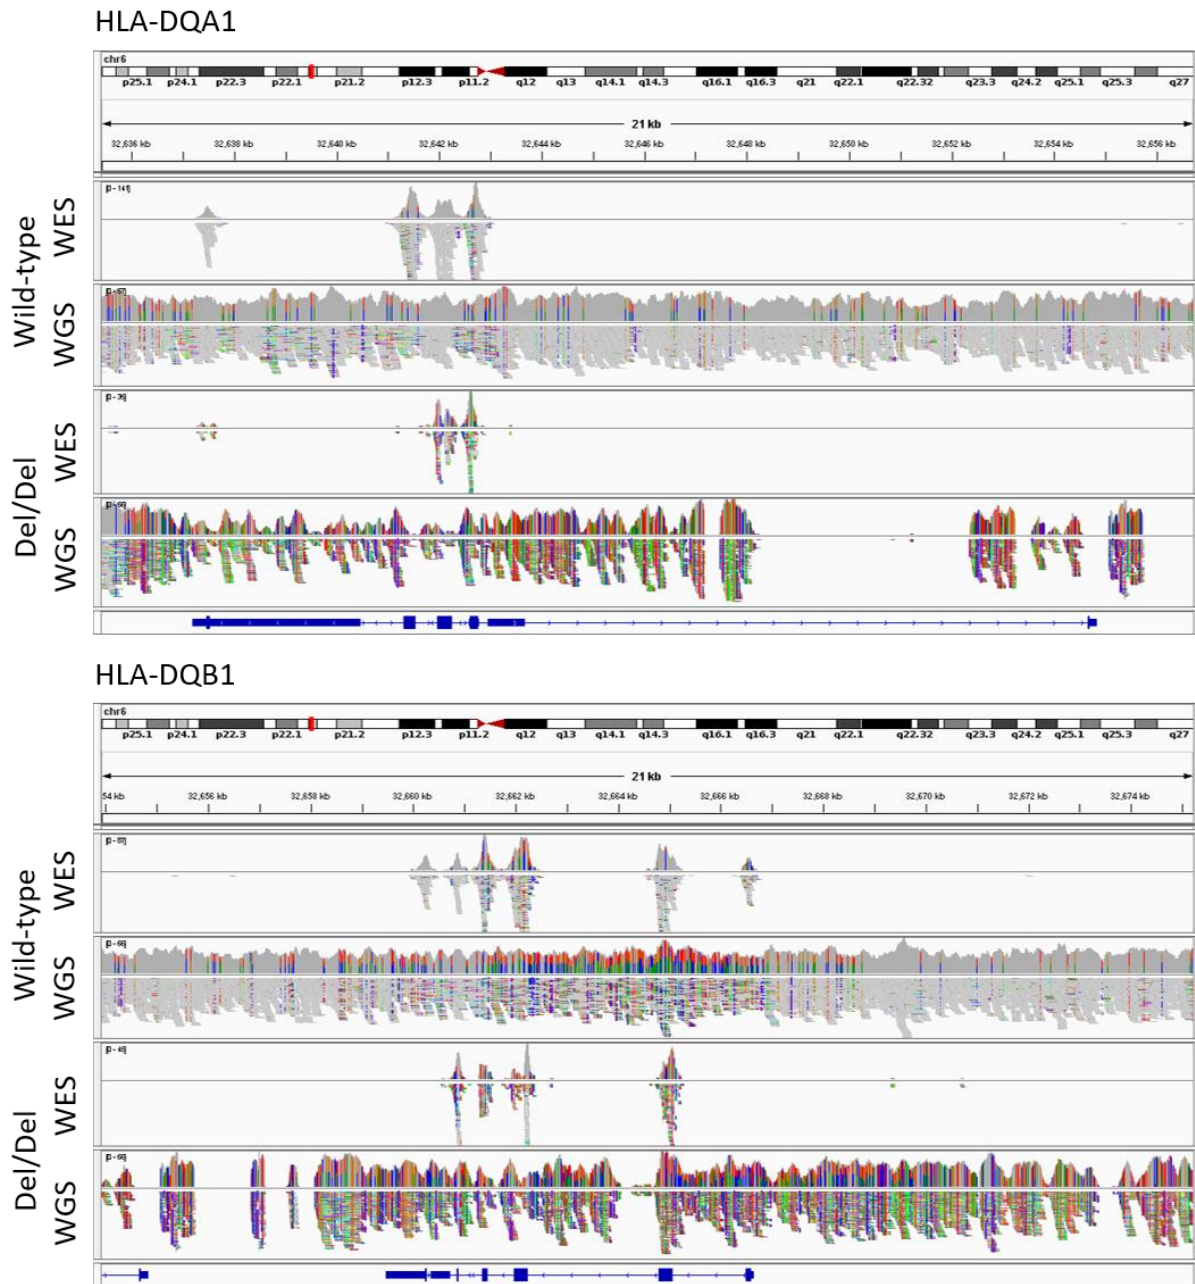 HLA-DQA1
chr6
p25.1 p24.1 p22.3 p22.1 p21.2 p12.3 p11.2 q12 q13 q14.1 q14.3 q16.1 q16.3 q21 q22.1 q22.32 q23.3 q24.2 q25.1 q25.3 q27
21 kb
32,636 kb 32,638 kb 32,640 kb 32,642 kb 32,644 kb 32,646 kb 32,648 kb 32,650 kb 32,652 kb 32,654 kb 32,656 kb
Wild-type
WES
[0 - 141]
WGS
Del/Del
WES
WGS
HLA-DQB1
chr6
p25.1 p24.1 p22.3 p22.1 p21.2 p12.3 p11.2 q12 q13 q14.1 q14.3 q16.1 q16.3 q21 q22.1 q22.32 q23.3 q24.2 q25.1 q25.3 q27
21 kb
54 kb 32,656 kb 32,658 kb 32,660 kb 32,662 kb 32,664 kb 32,666 kb 32,668 kb 32,670 kb 32,672 kb 32,674 kb
Wild-type
WES
WGS
Del/Del
WES
WGS